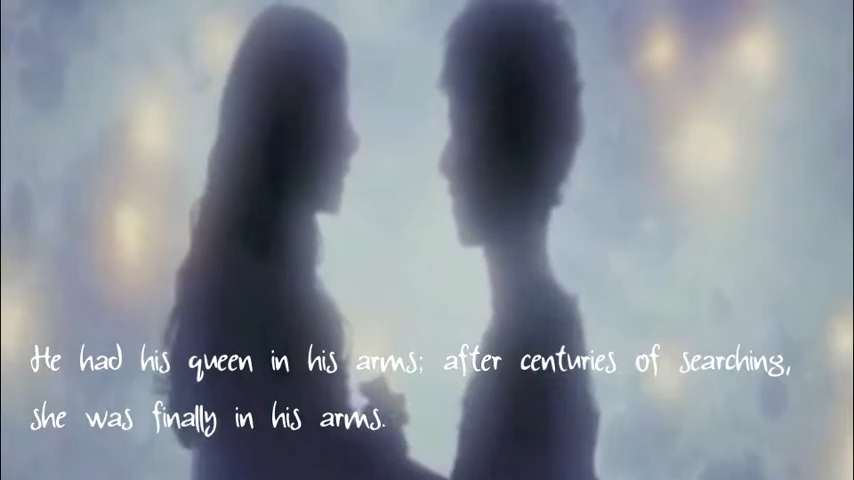 He had his queen in his arms; after centuries of searching,
she was finally in his arms.